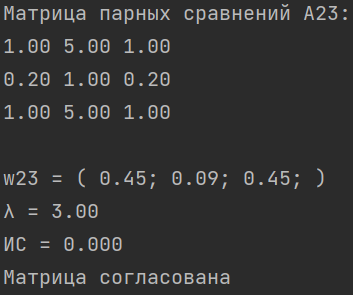 Матрица парных сравнений A23:
1.00 5.00 1.00
0.20 1.00 0.20
1.00 5.00 1.00
w23 = ( 0.45; 0.09; 0.45; )
λ = 3.00
ИС = 0.000
Матрица согласована